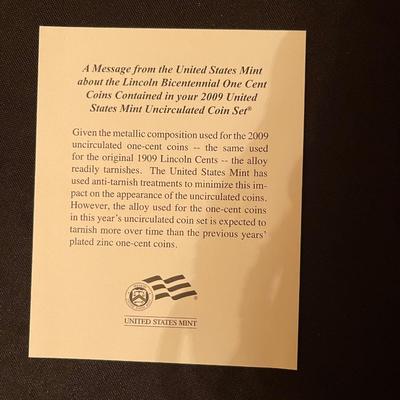 A Message from the United States Mint
about the Lincoln Bicentennial One Cent
Coins Contained in your 2009 United
States Mint Uncirculated Coin Set®
Given the metallic composition used for the 2009
uncirculated one-cent coins -- the same used
for the original 1909 Lincoln Cents -- the alloy
readily tarnishes. The United States Mint has
used anti-tarnish treatments to minimize this im-
pact on the appearance of the uncirculated coins.
However, the alloy used for the one-cent coins
in this year's uncirculated coin set is expected to
tarnish more over time than the previous years'
plated zinc one-cent coins.
UNITED STATES MINT